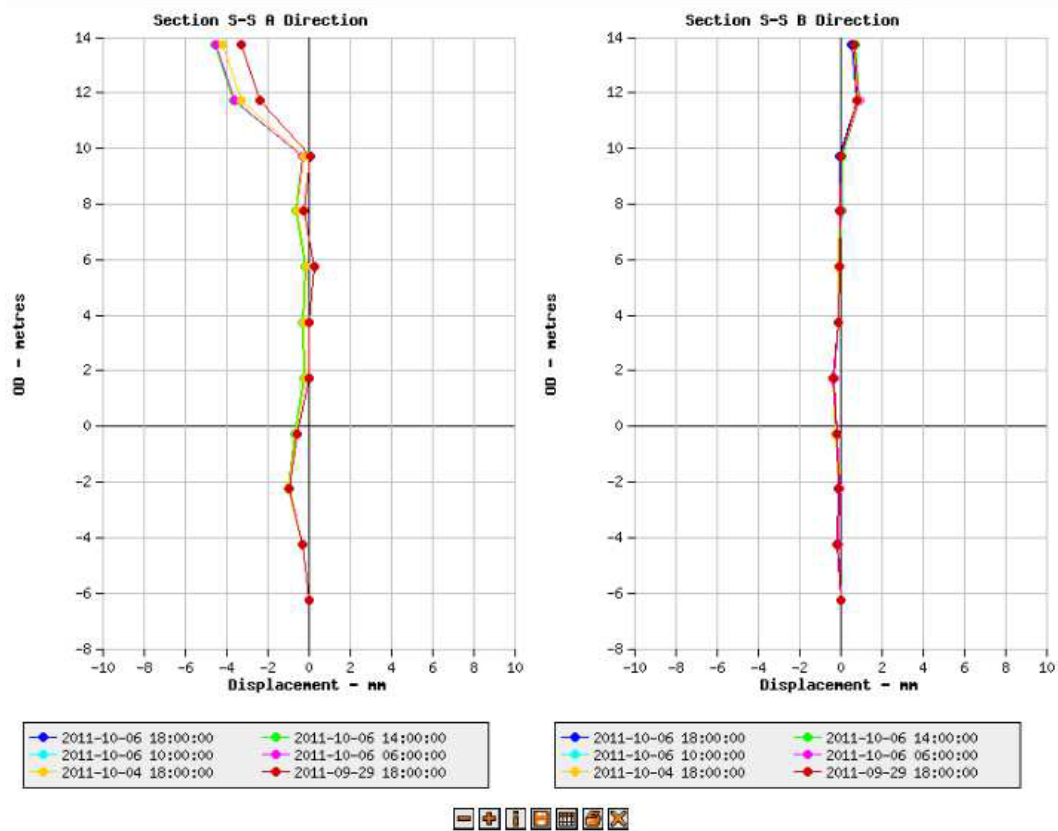 Section S-S A Direction
14
12
10
8
6
4
2
0
-2
-4
-6
-8
OD - metres
-10 -8 -6 -4 -2 0 2 4 6 8 10
Displacement - mm
2011-10-06 18:00:00 2011-10-06 14:00:00
2011-10-06 10:00:00 2011-10-06 06:00:00
2011-10-04 18:00:00 2011-09-29 18:00:00
Section S-S B Direction
14
12
10
8
6
4
2
0
-2
-4
-6
-8
OD - metres
-10 -8 -6 -4 -2 0 2 4 6 8 10
Displacement - mm
2011-10-06 18:00:00 2011-10-06 14:00:00
2011-10-06 10:00:00 2011-10-06 06:00:00
2011-10-04 18:00:00 2011-09-29 18:00:00